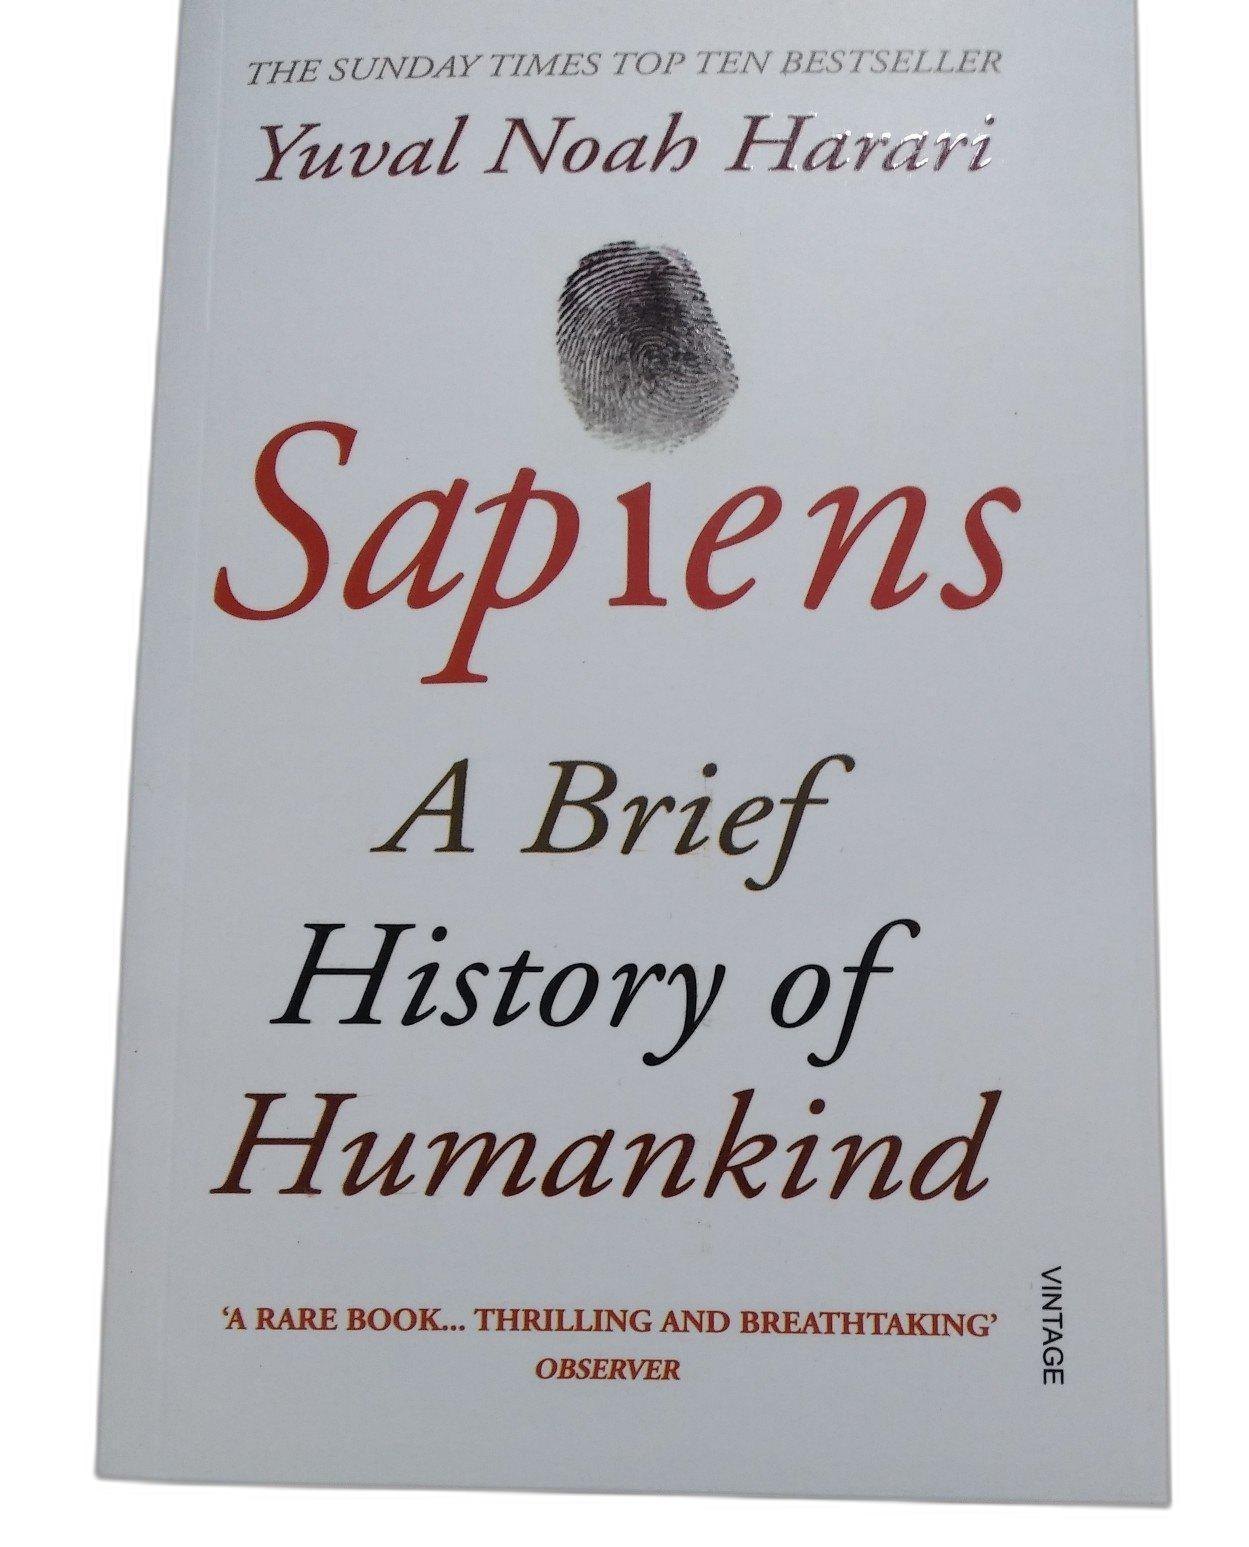 THE SUNDAY TIMES TOP TEN BESTSELLER
Yuval Noah Harari
Sapıens
A Brief
History of
Humankind
‘A RARE BOOK... THRILLING AND BREATHTAKING’
OBSERVER
VINTAGE